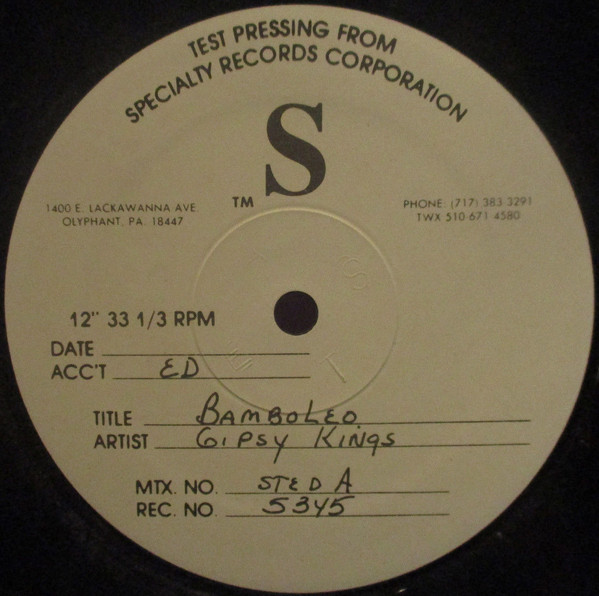 TEST PRESSING FROM
SPECIALTY RECORDS CORPORATION
S
TM
1400 E. LACKAWANNA AVE
OLYPHANT, PA. 18447
PHONE: (717) 383 3291
TWX 510-671 4580
12" 33 1/3 RPM
DATE
ACC'T ED
TITLE BAMBOLEO
ARTIST GIPSY KINGS
MTX. NO. STED A
REC. NO. 5345